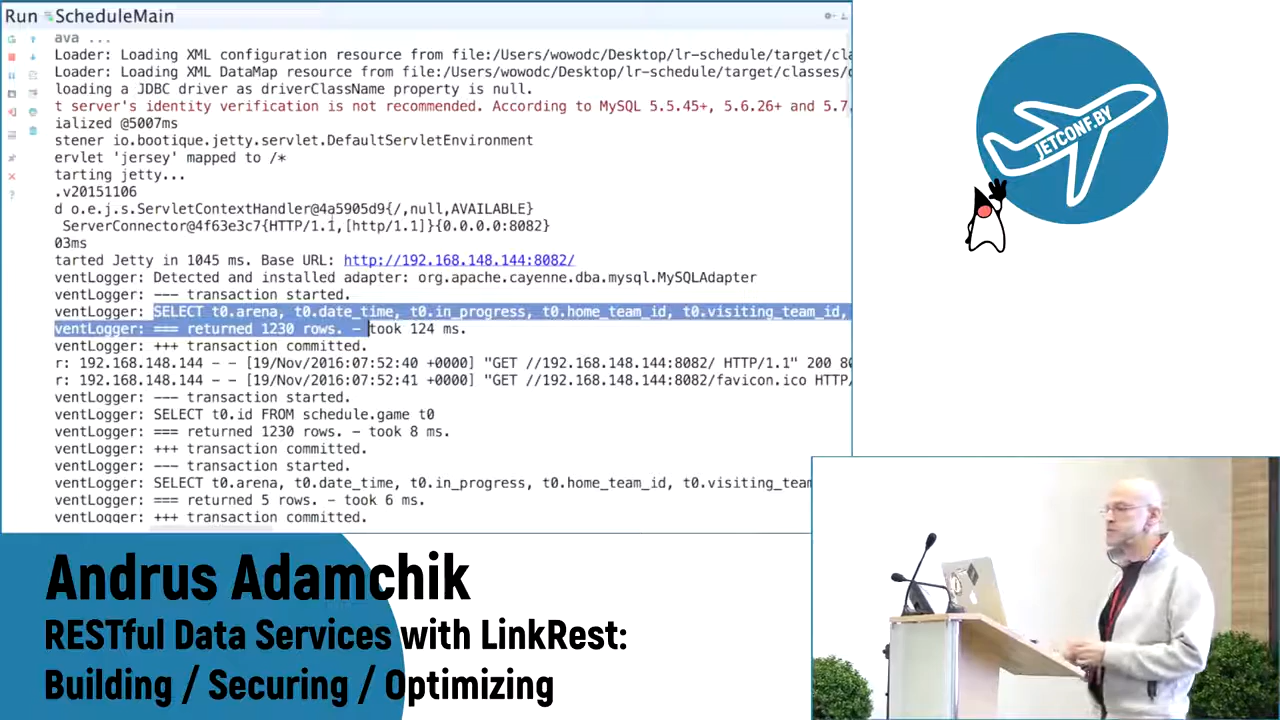 Run ScheduleMain
ava ...
Loader: Loading XML configuration resource from file:/Users/wowodc/Desktop/lr-schedule/target/cla
Loader: Loading XML DataMap resource from file:/Users/wowodc/Desktop/lr-schedule/target/classes/
loading a JDBC driver as driverClassName property is null.
t server's identity verification is not recommended. According to MySQL 5.5.45+, 5.6.26+ and 5.7.
ialized @5007ms
stener io.bootique.jetty.servlet.DefaultServletEnvironment
ervlet 'jersey' mapped to /*
tarting jetty...
.v20151106
d o.e.j.s.ServletContextHandler@4a5905d9{/,null,AVAILABLE}
ServerConnector@4f63e3c7{HTTP/1.1,[http/1.1]}{0.0.0.0:8082}
03ms
tarted Jetty in 1045 ms. Base URL: http://192.168.148.144:8082/
ventLogger: Detected and installed adapter: org.apache.cayenne.dba.mysql.MySQLAdapter
ventLogger: --- transaction started.
ventLogger: SELECT t0.arena, t0.date_time, t0.in_progress, t0.home_team_id, t0.visiting_team_id,
ventLogger: === returned 1230 rows. - took 124 ms.
ventLogger: +++ transaction committed.
r: 192.168.148.144 - - [19/Nov/2016:07:52:40 +0000] "GET //192.168.148.144:8082/ HTTP/1.1" 200 80
r: 192.168.148.144 - - [19/Nov/2016:07:52:41 +0000] "GET //192.168.148.144:8082/favicon.ico HTTP/
ventLogger: --- transaction started.
ventLogger: SELECT t0.id FROM schedule.game t0
ventLogger: === returned 1230 rows. - took 8 ms.
ventLogger: +++ transaction committed.
ventLogger: --- transaction started.
ventLogger: SELECT t0.arena, t0.date_time, t0.in_progress, t0.home_team_id, t0.visiting_team
ventLogger: === returned 5 rows. - took 6 ms.
ventLogger: +++ transaction committed.
JETCONF.BY
Andrus Adamchik
RESTful Data Services with LinkRest:
Building / Securing / Optimizing